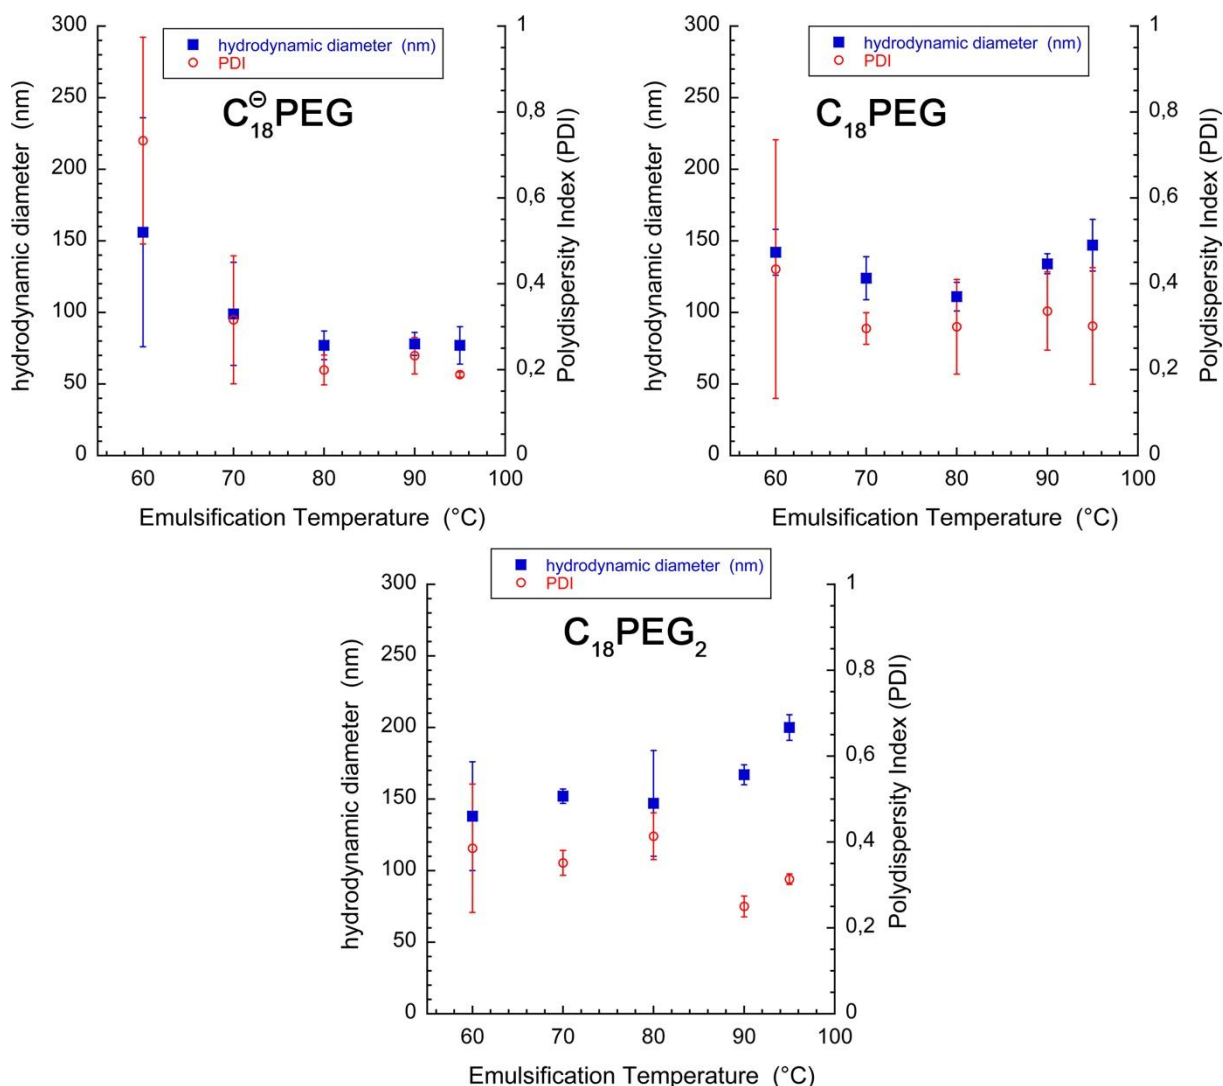 hydrodynamic diameter (nm)
PDI
C18⊖PEG
300
250
200
150
100
50
0
hydrodynamic diameter (nm)
1
0,8
0,6
0,4
0,2
0
Polydispersity Index (PDI)
60 70 80 90 100
Emulsification Temperature (°C)
hydrodynamic diameter (nm)
PDI
C18PEG
300
250
200
150
100
50
0
hydrodynamic diameter (nm)
1
0,8
0,6
0,4
0,2
0
Polydispersity Index (PDI)
60 70 80 90 100
Emulsification Temperature (°C)
hydrodynamic diameter (nm)
PDI
C18PEG2
300
250
200
150
100
50
0
hydrodynamic diameter (nm)
1
0,8
0,6
0,4
0,2
0
Polydispersity Index (PDI)
60 70 80 90 100
Emulsification Temperature (°C)